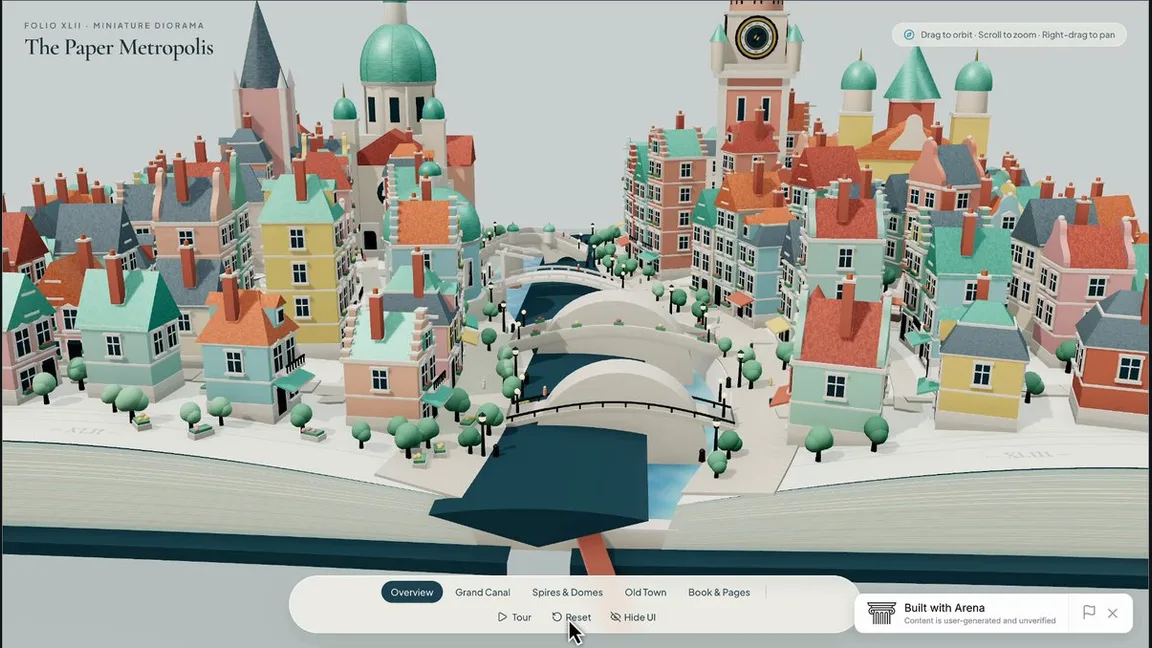 FOLIO XLII · MINIATURE DIORAMA
The Paper Metropolis
Drag to orbit · Scroll to zoom · Right-drag to pan
XLII
XLIII
Overview
Grand Canal
Spires & Domes
Old Town
Book & Pages
Tour
Reset
Hide UI
Built with Arena
Content is user-generated and unverified